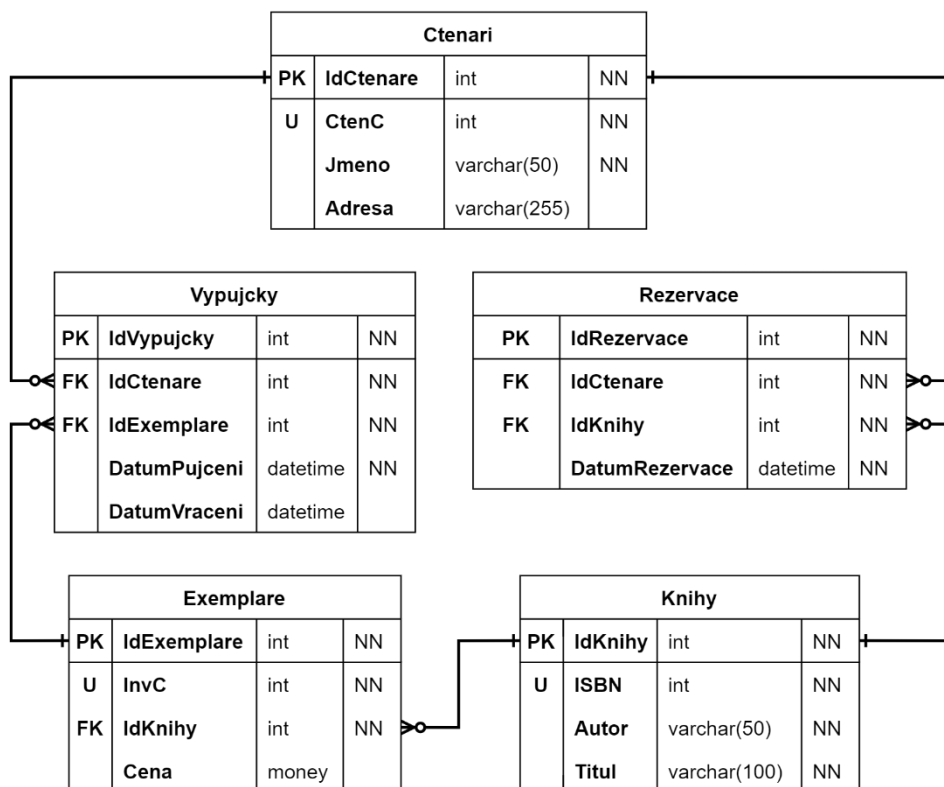 Ctenari
PK IdCtenare int NN
U CtenC int NN
Jmeno varchar(50) NN
Adresa varchar(255)
Vypujcky
PK IdVypujcky int NN
FK IdCtenare int NN
FK IdExemplare int NN
DatumPujceni datetime NN
DatumVraceni datetime
Rezervace
PK IdRezervace int NN
FK IdCtenare int NN
FK IdKnihy int NN
DatumRezervace datetime NN
Exemplare
PK IdExemplare int NN
U InvC int NN
FK IdKnihy int NN
Cena money
Knihy
PK IdKnihy int NN
U ISBN int NN
Autor varchar(50) NN
Titul varchar(100) NN